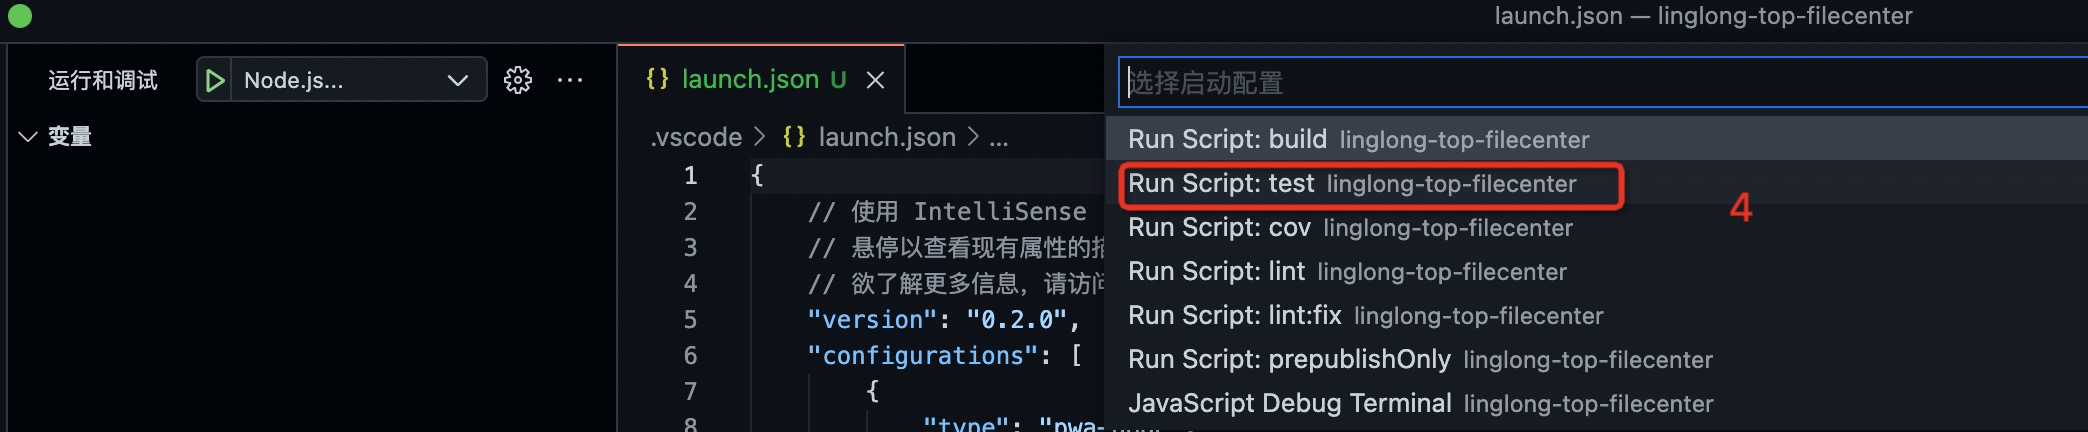 launch.json — linglong-top-filecenter
运行和调试
Node.js...
变量
launch.json U
.vscode > {} launch.json > ...
1 {
2 // 使用 IntelliSense
3 // 悬停以查看现有属性的
4 // 欲了解更多信息，请访
5 "version": "0.2.0",
6 "configurations": [
7 {
8 "type": "pwa-
选择启动配置
Run Script: build linglong-top-filecenter
Run Script: test linglong-top-filecenter
4
Run Script: cov linglong-top-filecenter
Run Script: lint linglong-top-filecenter
Run Script: lint:fix linglong-top-filecenter
Run Script: prepublishOnly linglong-top-filecenter
JavaScript Debug Terminal linglong-top-filecenter